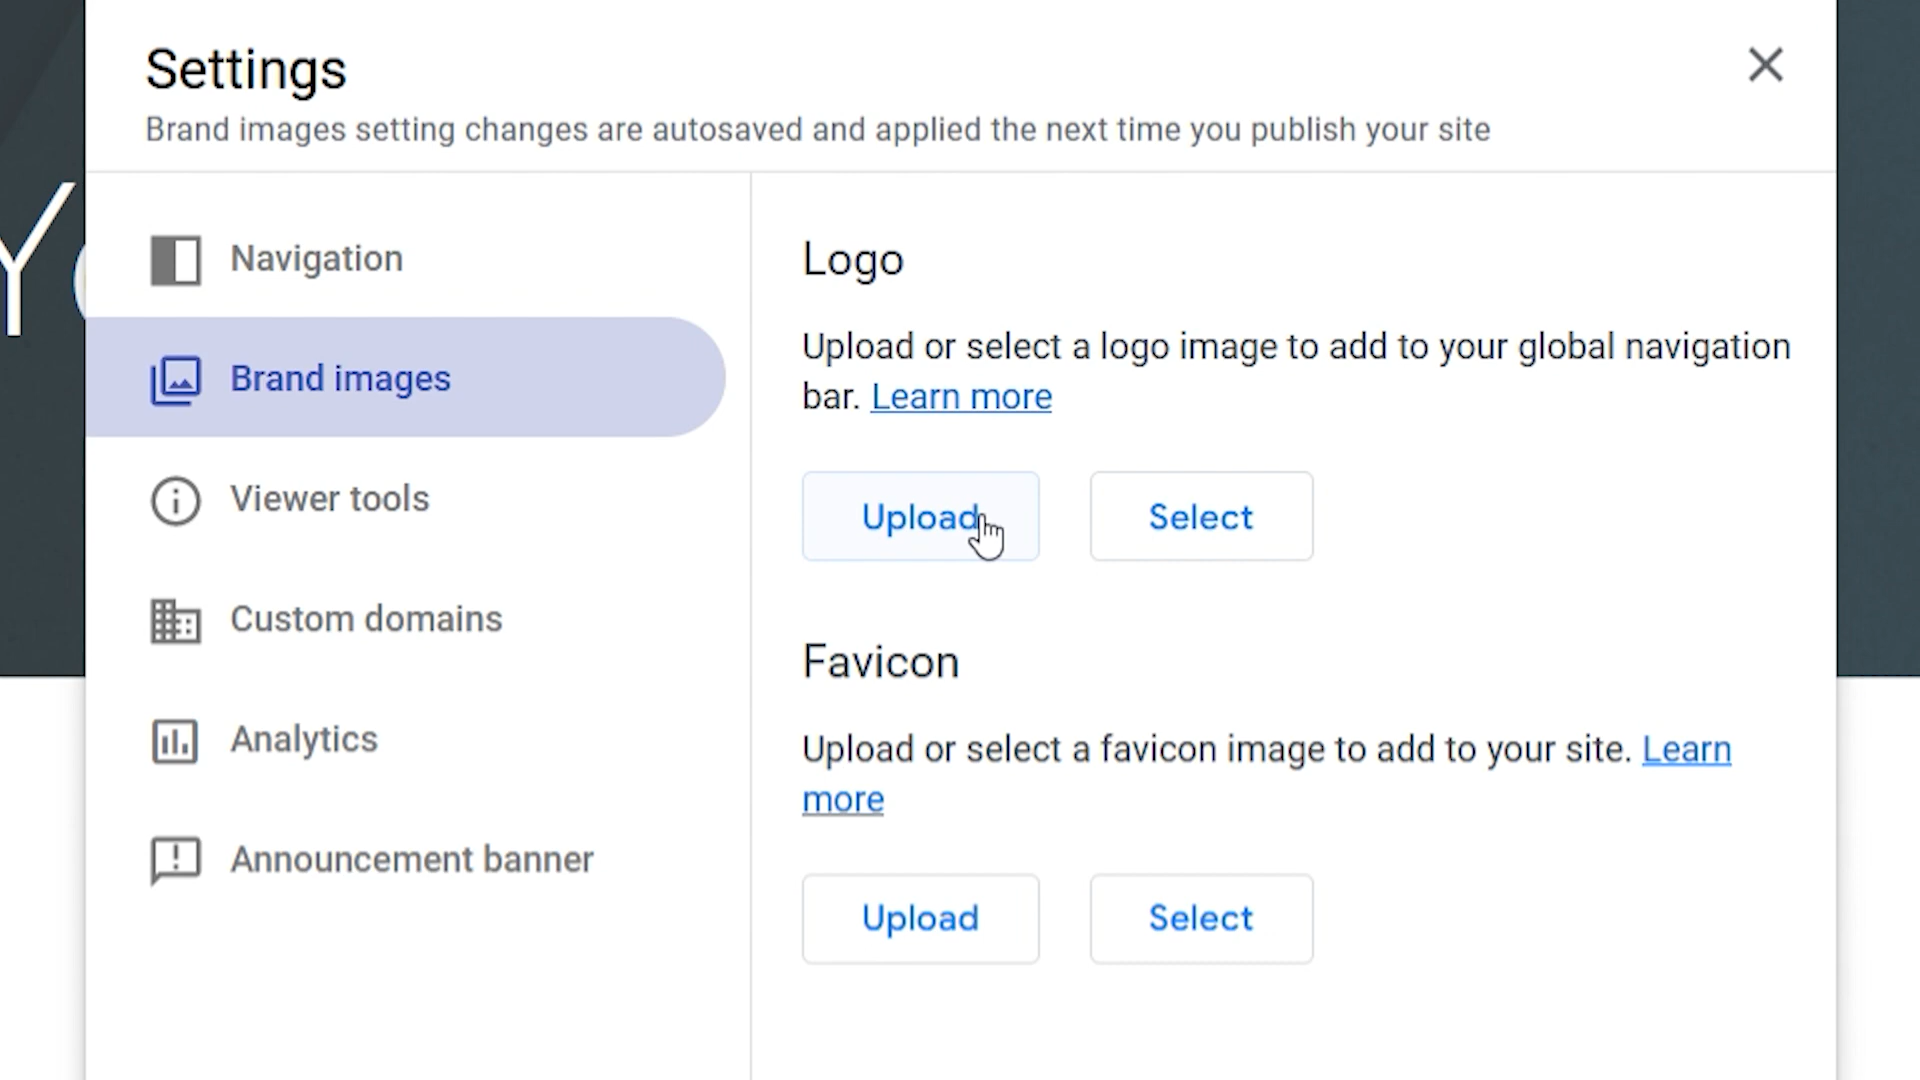 Settings
Brand images setting changes are autosaved and applied the next time you publish your site
Yo
Navigation
Brand images
Viewer tools
Custom domains
Analytics
Announcement banner
Logo
Upload or select a logo image to add to your global navigation
bar. Learn more
Upload Select
Favicon
Upload or select a favicon image to add to your site. Learn
more
Upload Select